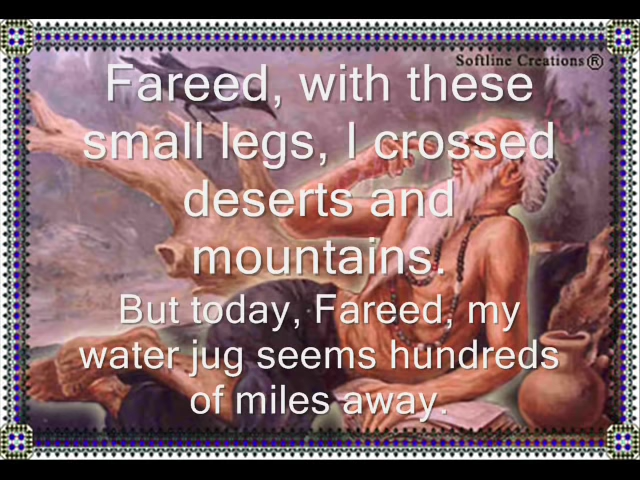 Softline Creations®
Fareed, with these
small legs, I crossed
deserts and
mountains.
But today, Fareed, my
water jug seems hundreds
of miles away.